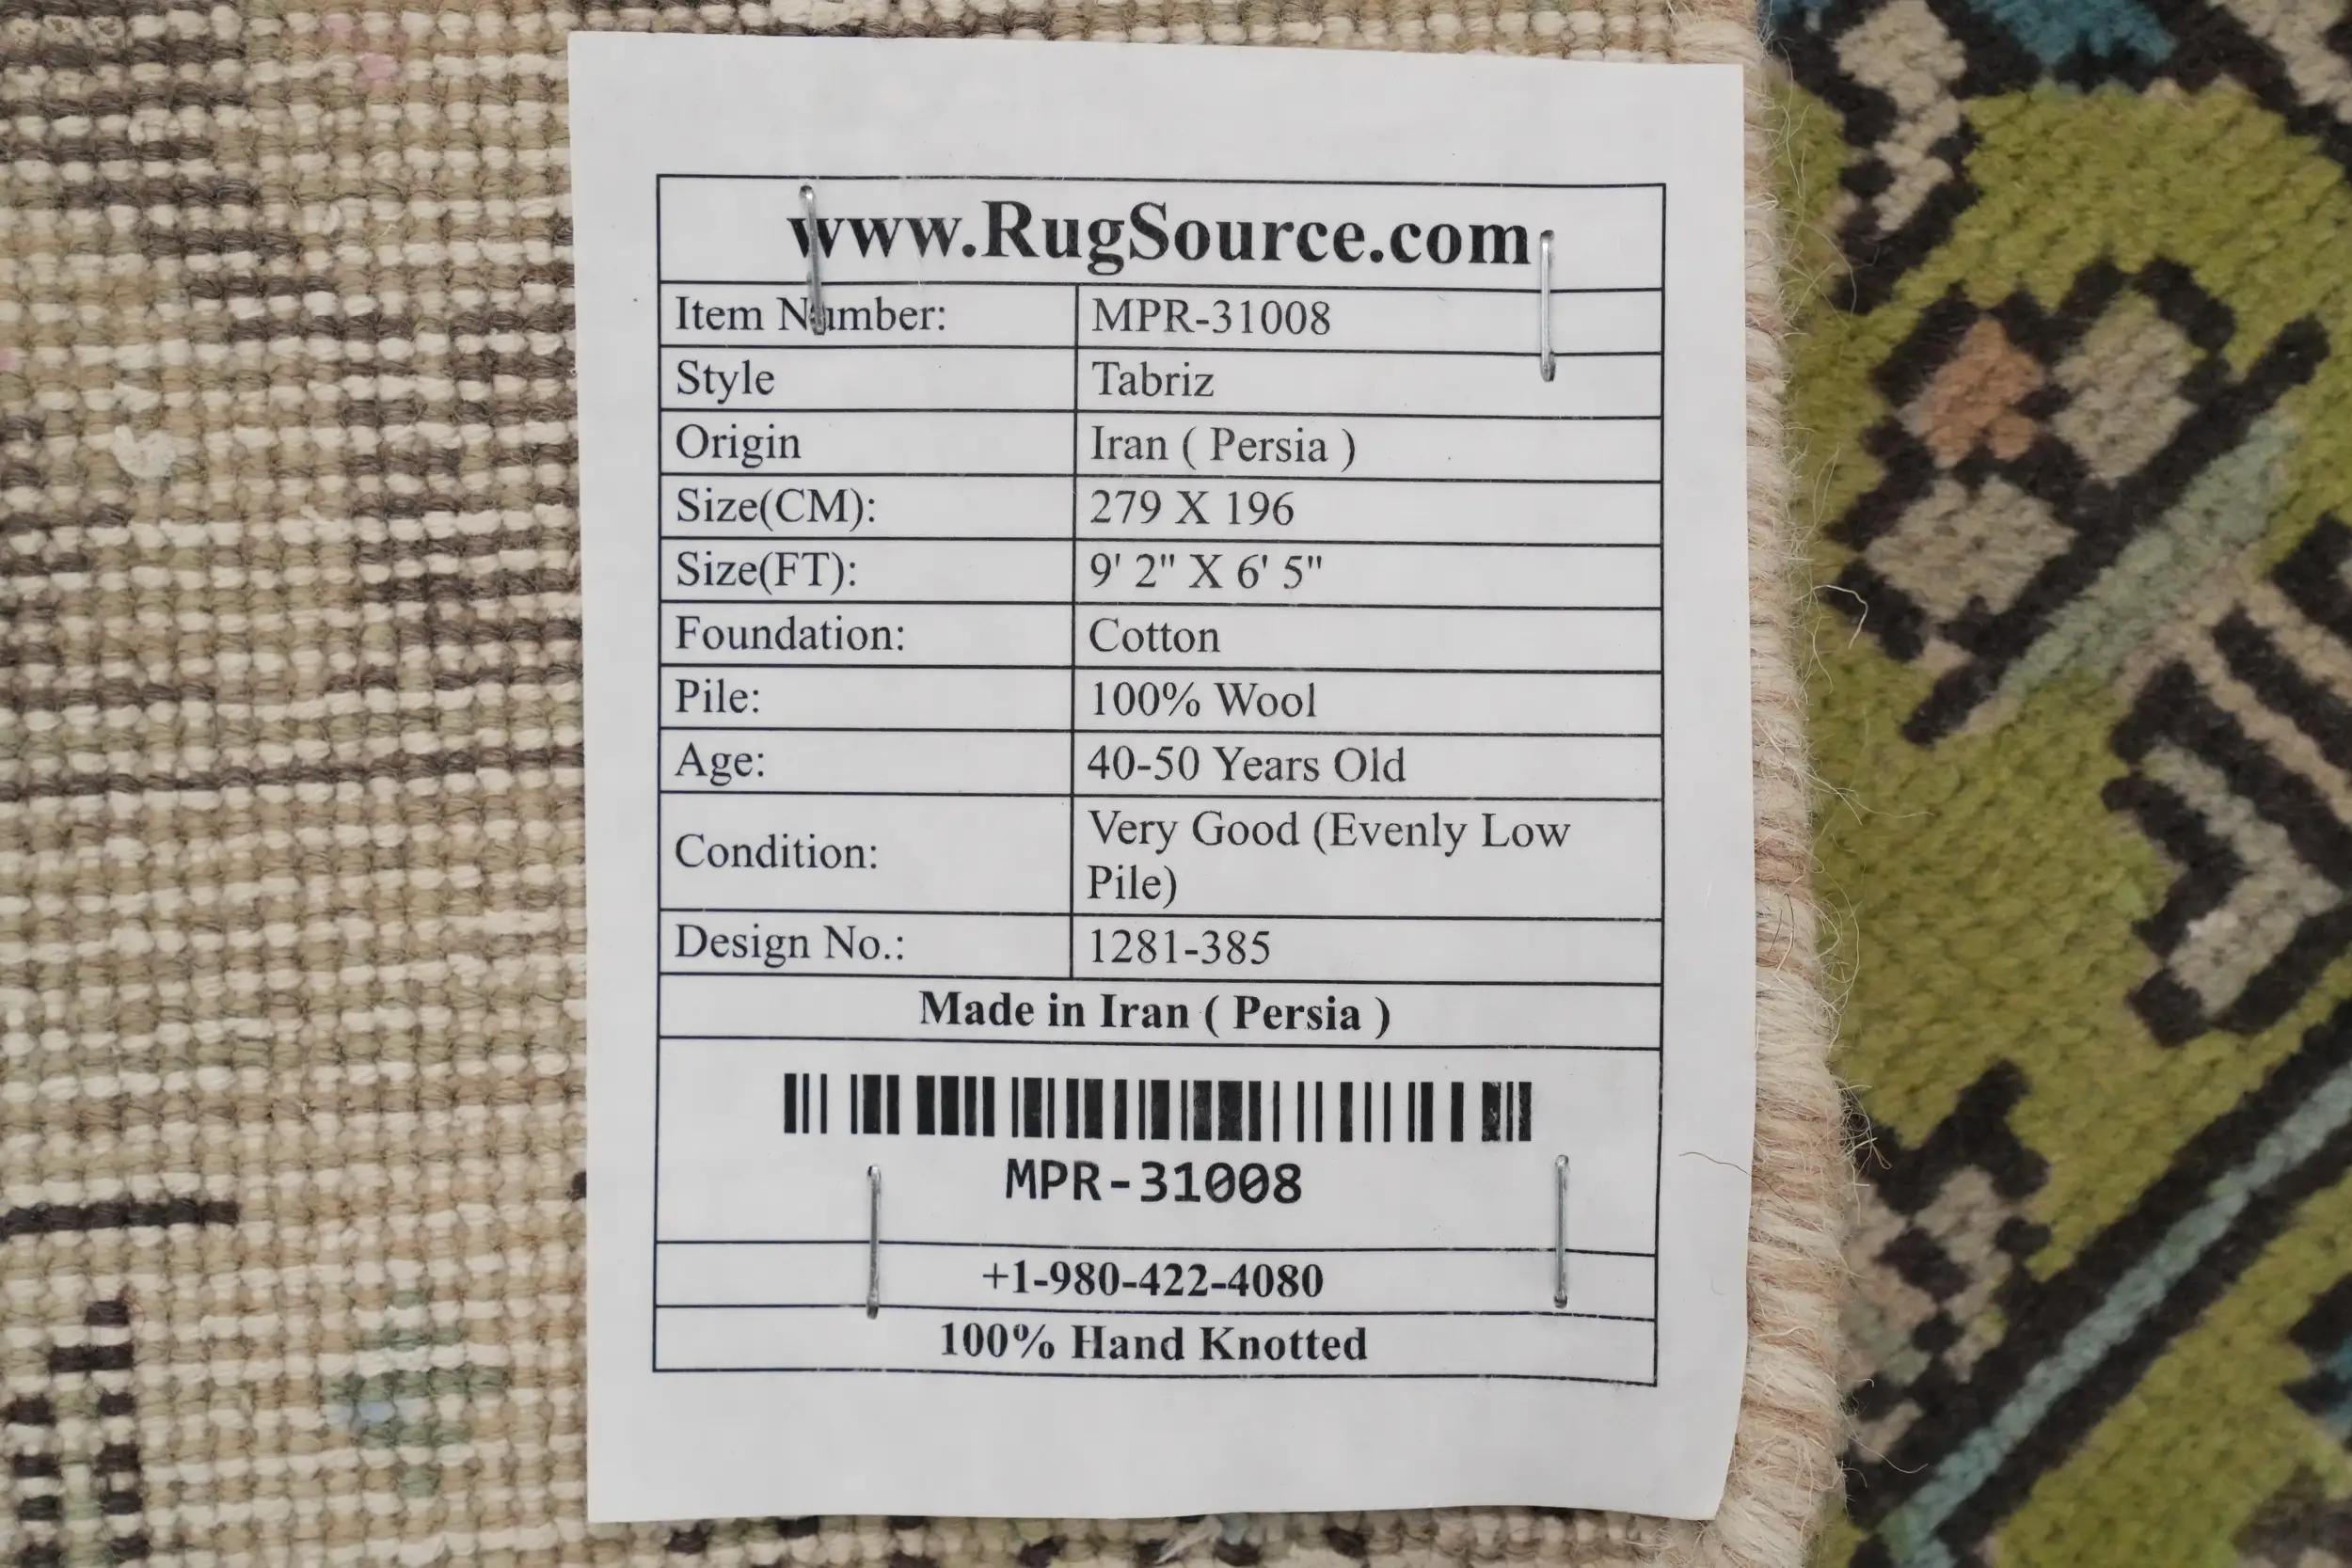 www.RugSource.com
Item Number: MPR-31008
Style Tabriz
Origin Iran ( Persia )
Size(CM): 279 X 196
Size(FT): 9' 2" X 6' 5"
Foundation: Cotton
Pile: 100% Wool
Age: 40-50 Years Old
Condition: Very Good (Evenly Low
Pile)
Design No.: 1281-385
Made in Iran ( Persia )
MPR-31008
+1-980-422-4080
100% Hand Knotted